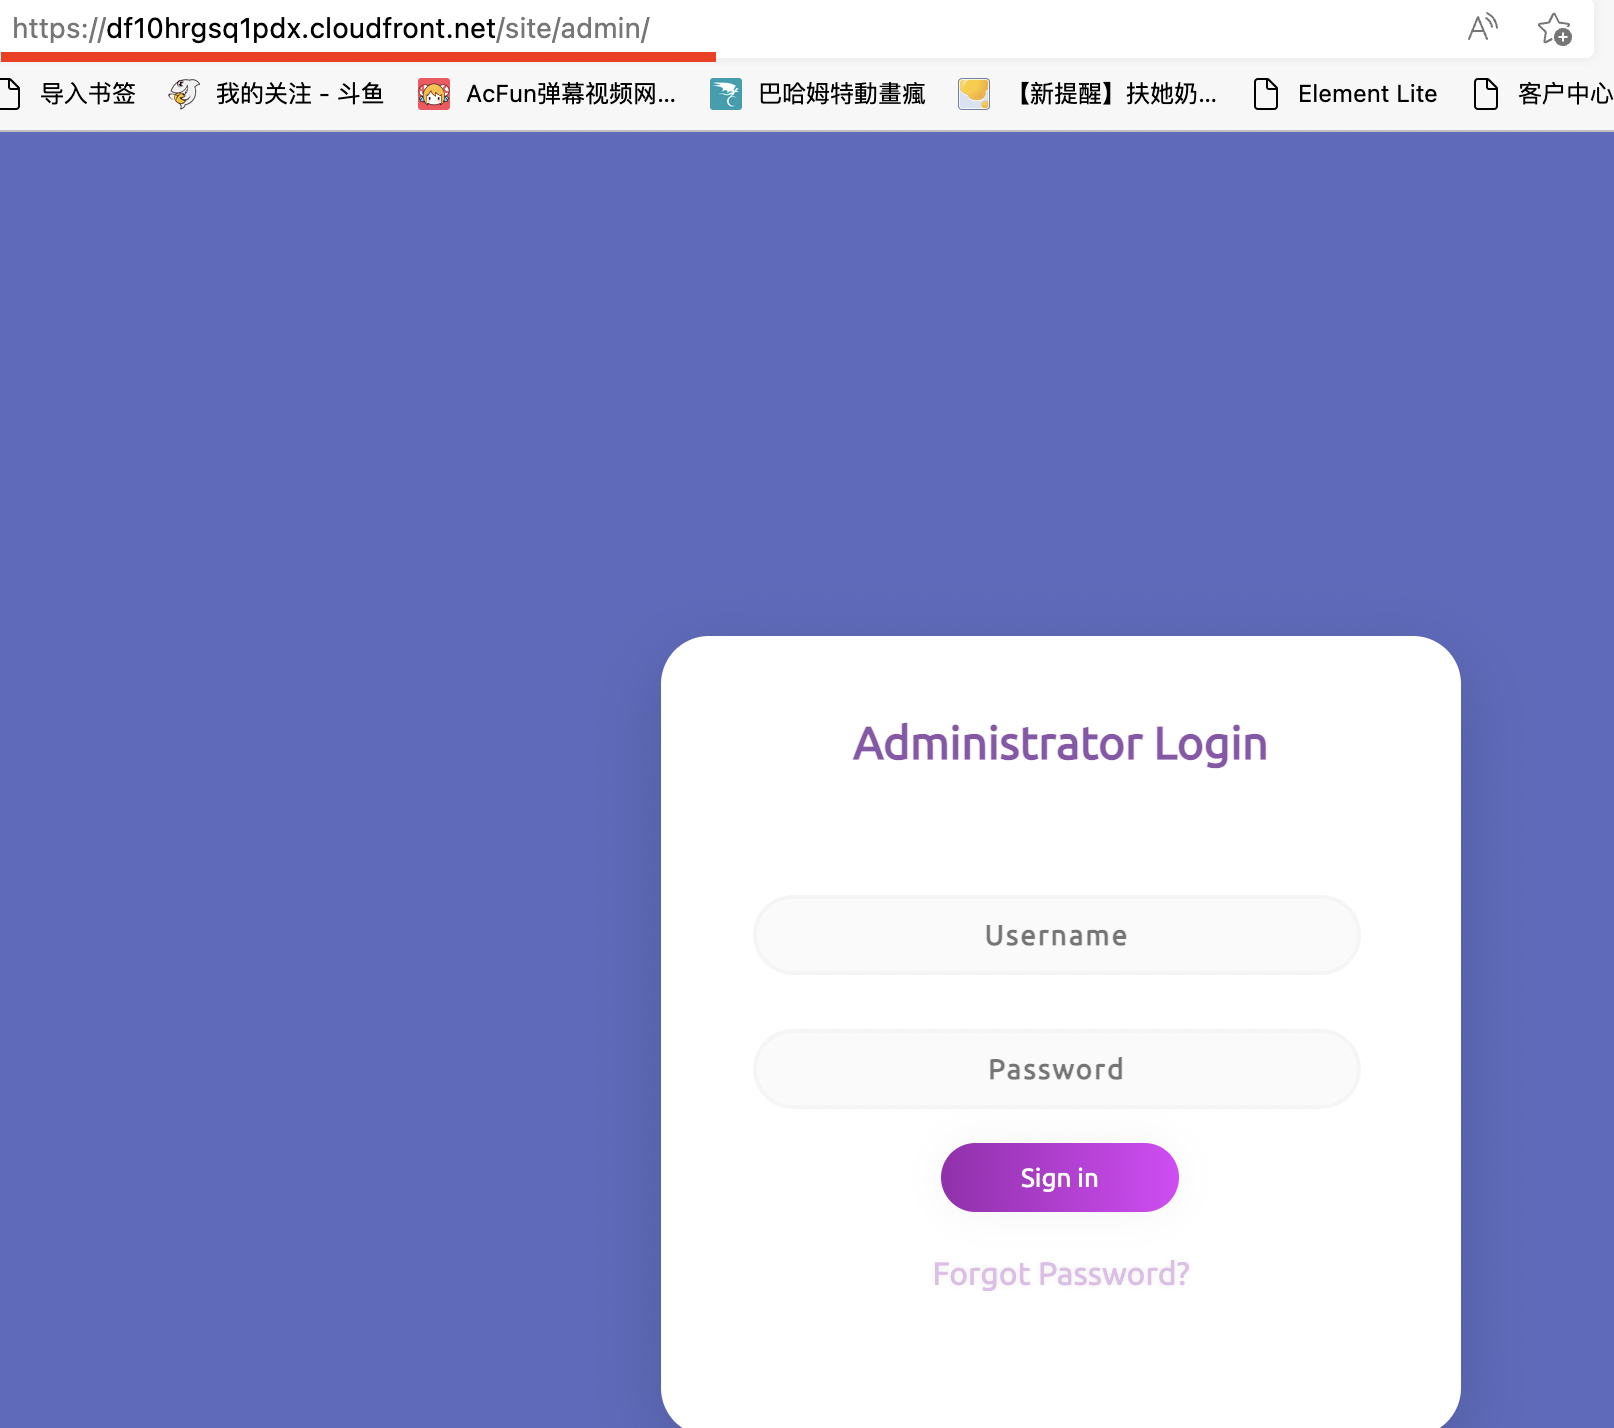 https://df10hrgsq1pdx.cloudfront.net/site/admin/
导入书签 我的关注 - 斗鱼 AcFun弹幕视频网... 巴哈姆特動畫瘋 【新提醒】扶她奶... Element Lite 客户中心
Administrator Login
Username
Password
Sign in
Forgot Password?